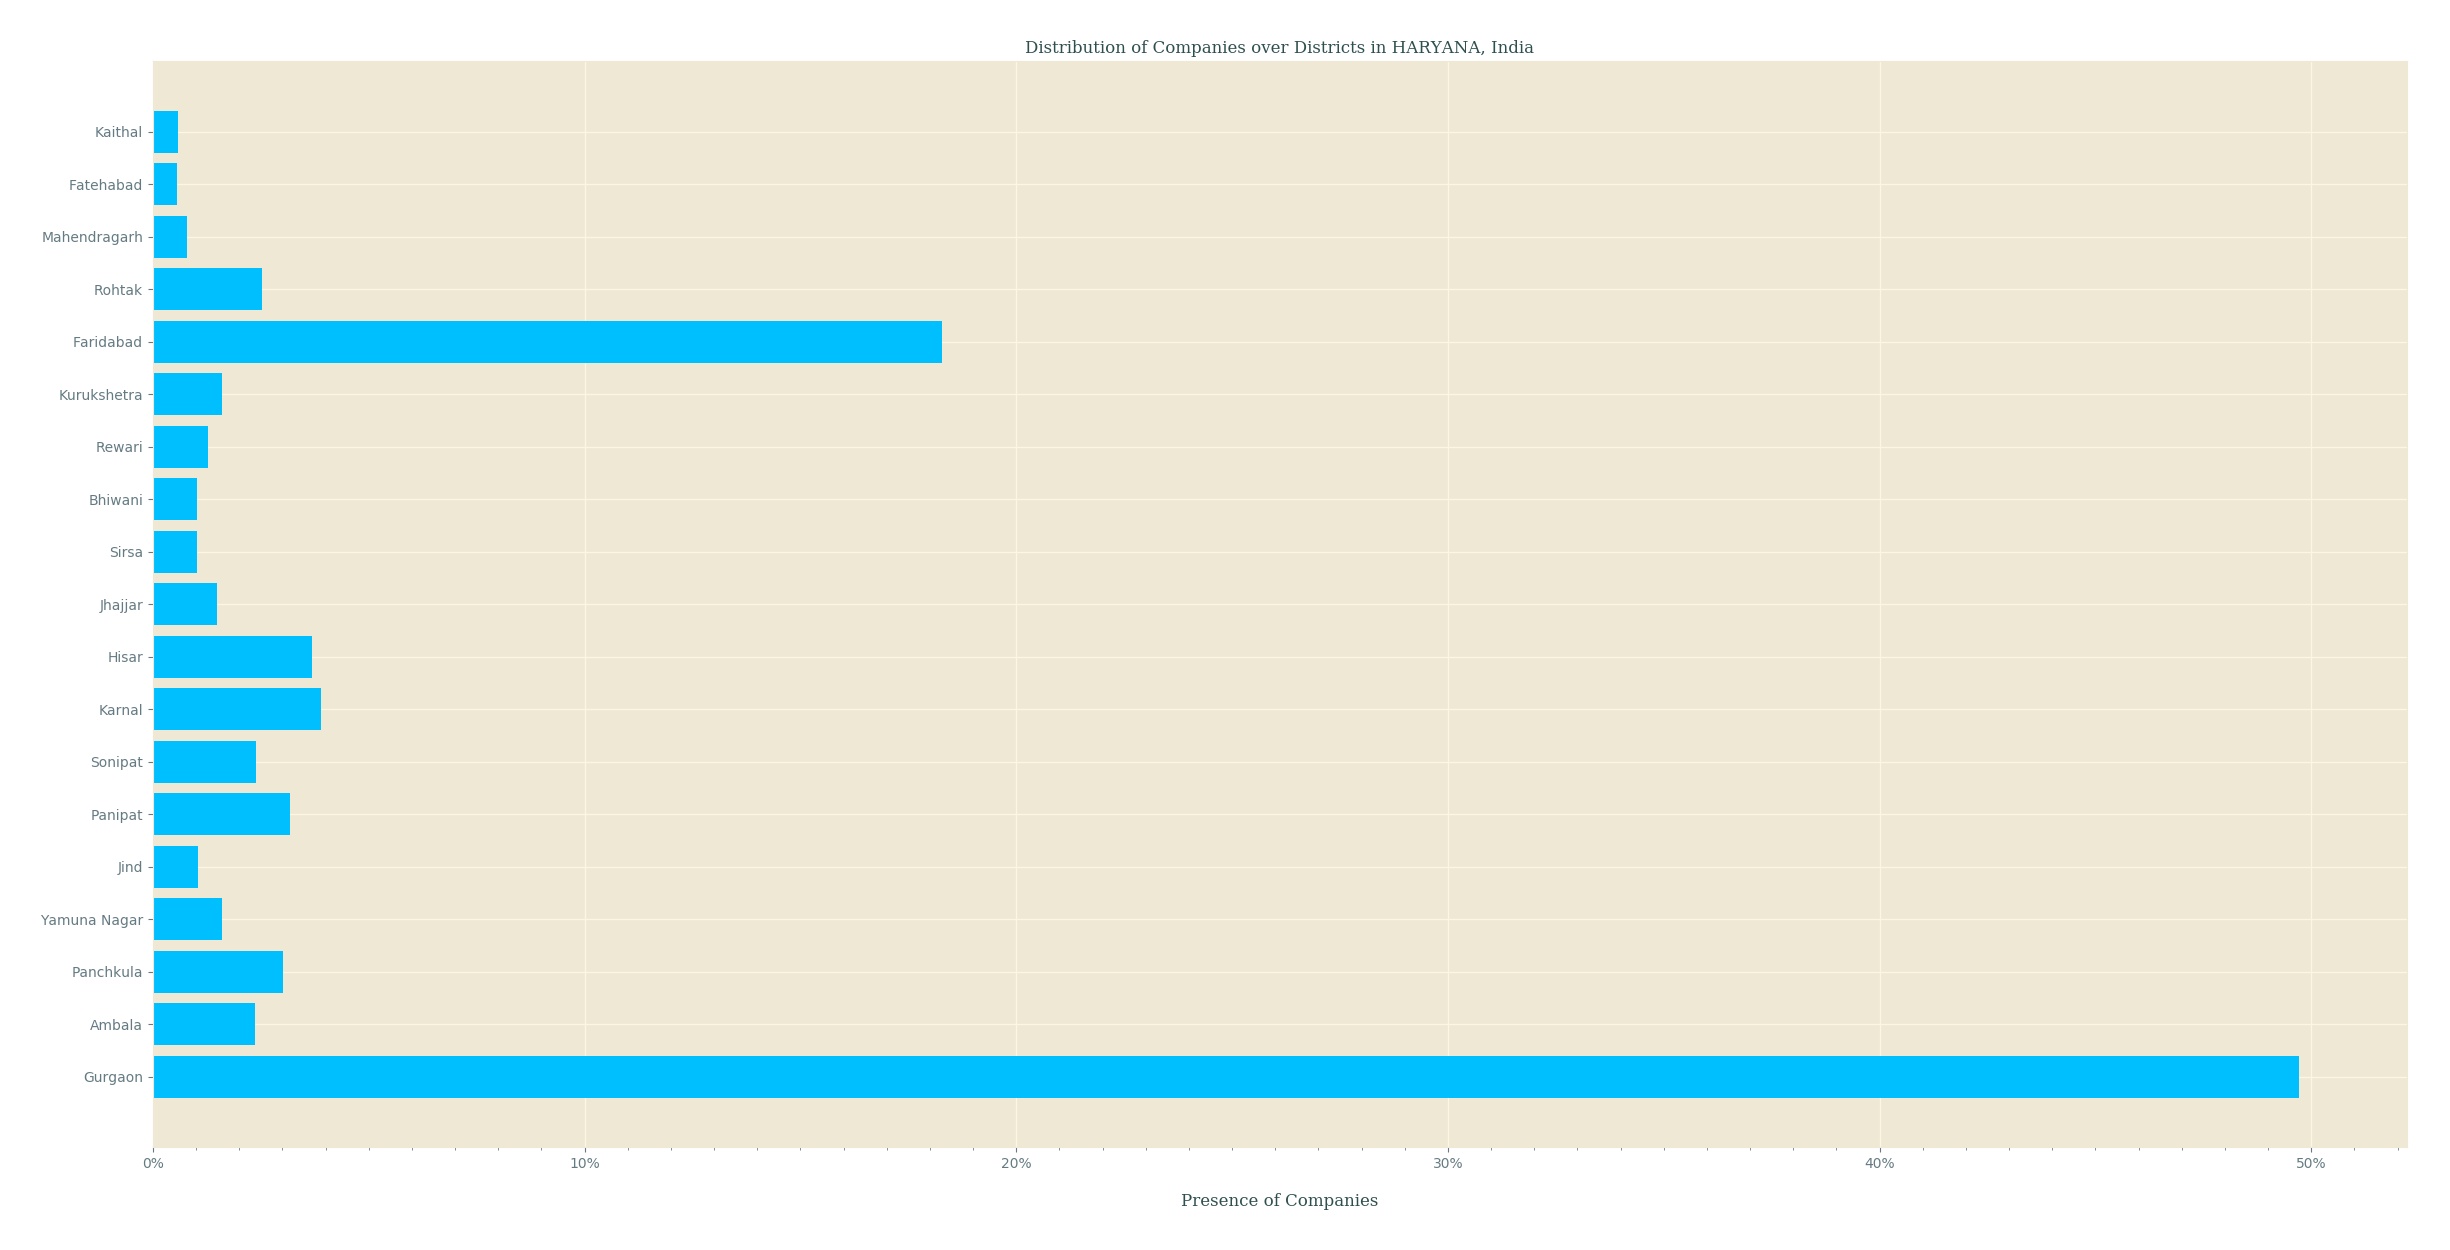 Distribution of Companies over Districts in HARYANA, India
Kaithal
Fatehabad
Mahendragarh
Rohtak
Faridabad
Kurukshetra
Rewari
Bhiwani
Sirsa
Jhajjar
Hisar
Karnal
Sonipat
Panipat
Jind
Yamuna Nagar
Panchkula
Ambala
Gurgaon
0% 10% 20% 30% 40% 50%
Presence of Companies